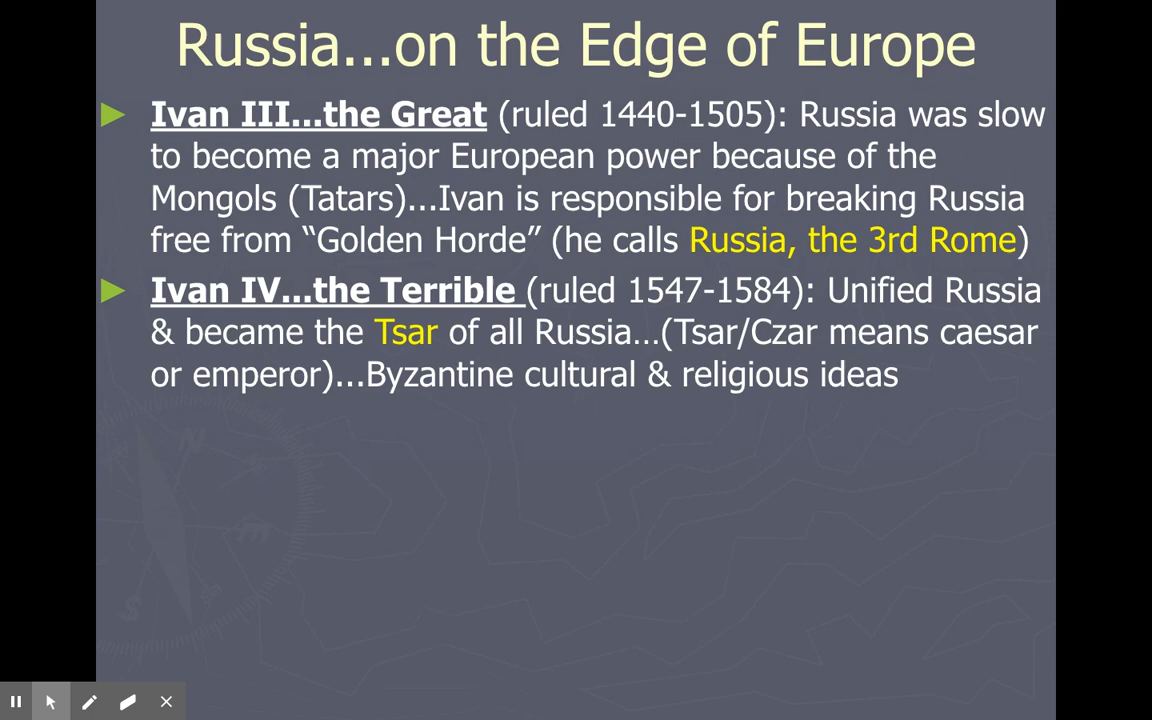 Russia...on the Edge of Europe
Ivan III...the Great (ruled 1440-1505): Russia was slow
to become a major European power because of the
Mongols (Tatars)...Ivan is responsible for breaking Russia
free from “Golden Horde” (he calls Russia, the 3rd Rome)
Ivan IV...the Terrible (ruled 1547-1584): Unified Russia
& became the Tsar of all Russia…(Tsar/Czar means caesar
or emperor)...Byzantine cultural & religious ideas
N
m
S